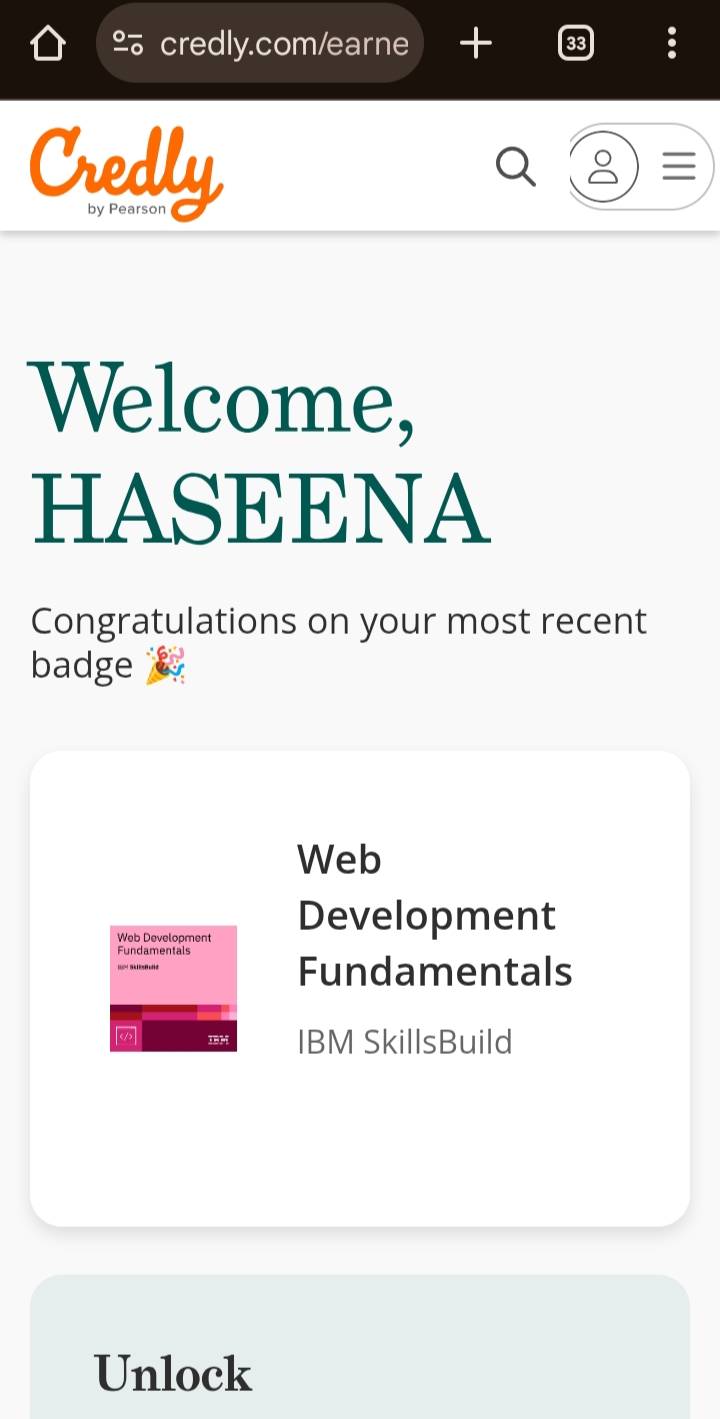 credly.com/earne
33
Credly
by Pearson
Welcome,
HASEENA
Congratulations on your most recent
badge
Web
Development
Fundamentals
IBM SkillsBuild
Web Development
Fundamentals
IBM SkillsBuild
</>
IBM
Unlock